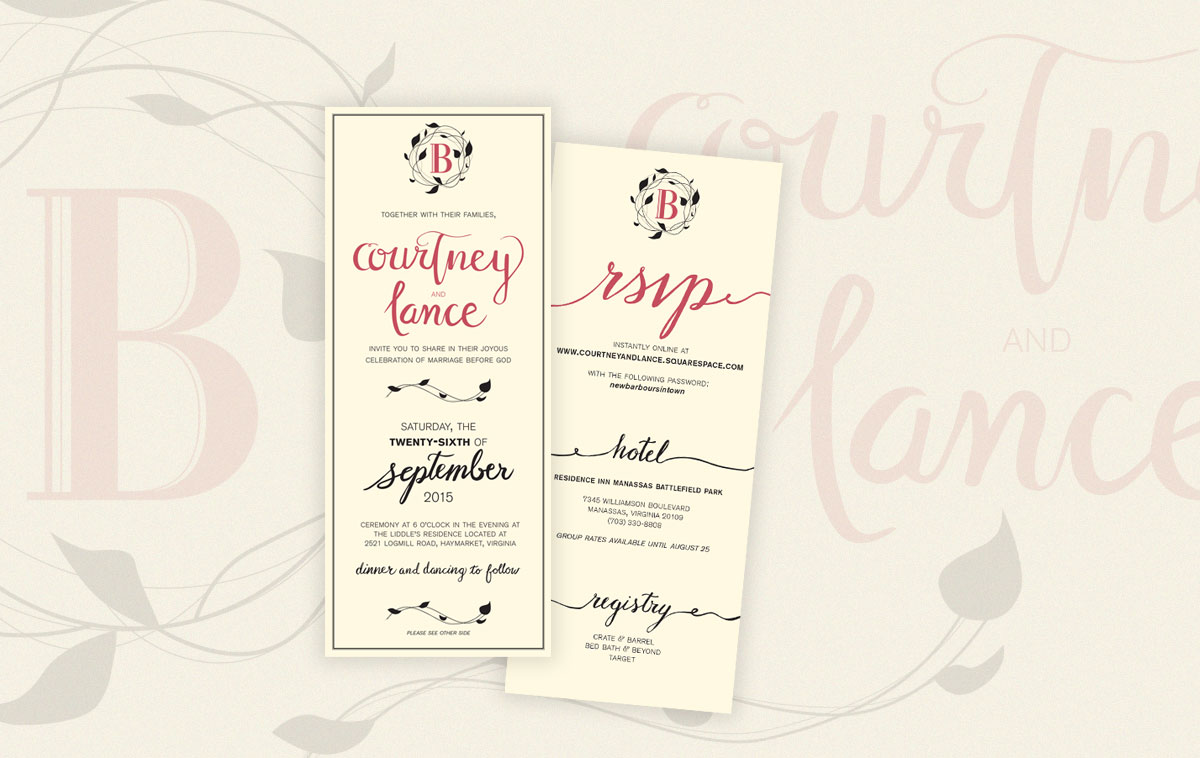 B
TOGETHER WITH THEIR FAMILIES,
courtney
AND
lance
INVITE YOU TO SHARE IN THEIR JOYOUS
CELEBRATION OF MARRIAGE BEFORE GOD
SATURDAY, THE
TWENTY-SIXTH OF
september
2015
CEREMONY AT 6 O'CLOCK IN THE EVENING AT
THE LIDDLE'S RESIDENCE LOCATED AT
2521 LOGMILL ROAD, HAYMARKET, VIRGINIA
dinner and dancing to follow
PLEASE SEE OTHER SIDE
B
rsvp
INSTANTLY ONLINE AT
WWW.COURTNEYANDLANCE.SQUARESPACE.COM
WITH THE FOLLOWING PASSWORD:
newbarboursintown
hotel
RESIDENCE INN MANASSAS BATTLEFIELD PARK
7345 WILLIAMSON BOULEVARD
MANASSAS, VIRGINIA 20109
(703) 330-8808
GROUP RATES AVAILABLE UNTIL AUGUST 25
registry
CRATE & BARREL
BED BATH & BEYOND
TARGET
B
courtn
AND
lance